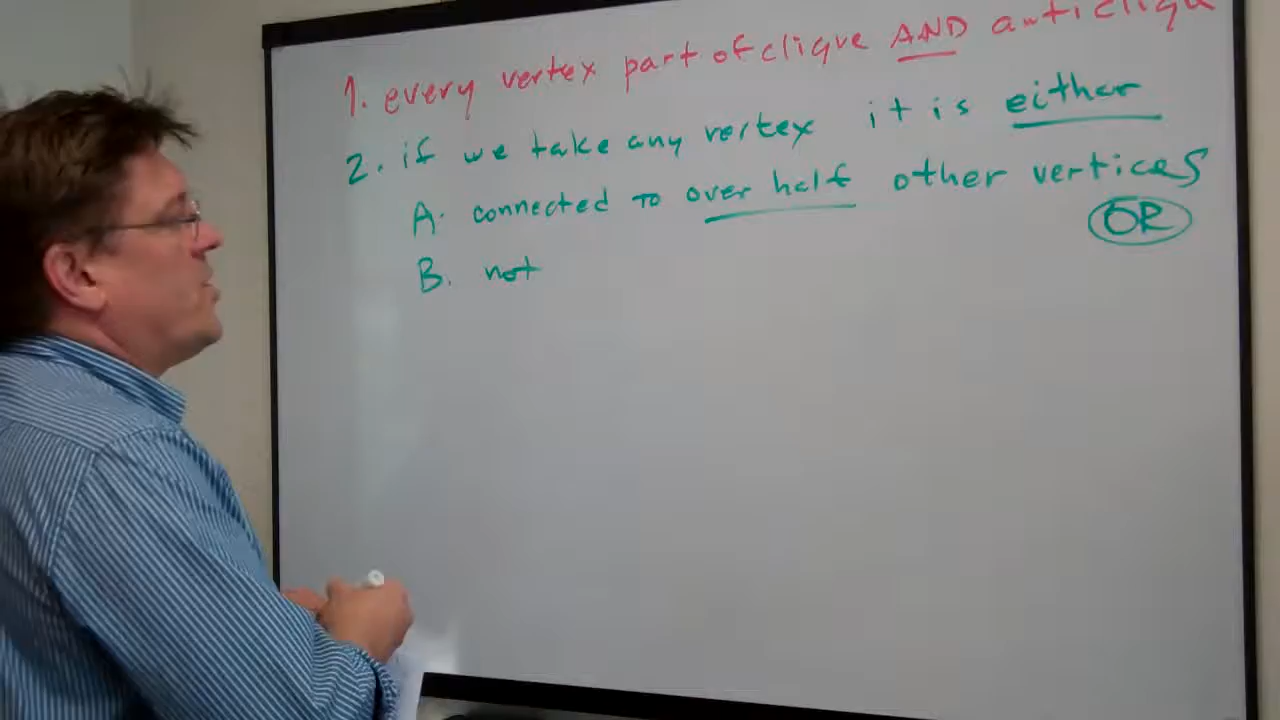 1. every vertex part of clique AND anticliqu
2. if we take any vertex it is either
A. connected to over half other vertices
OR
B. not